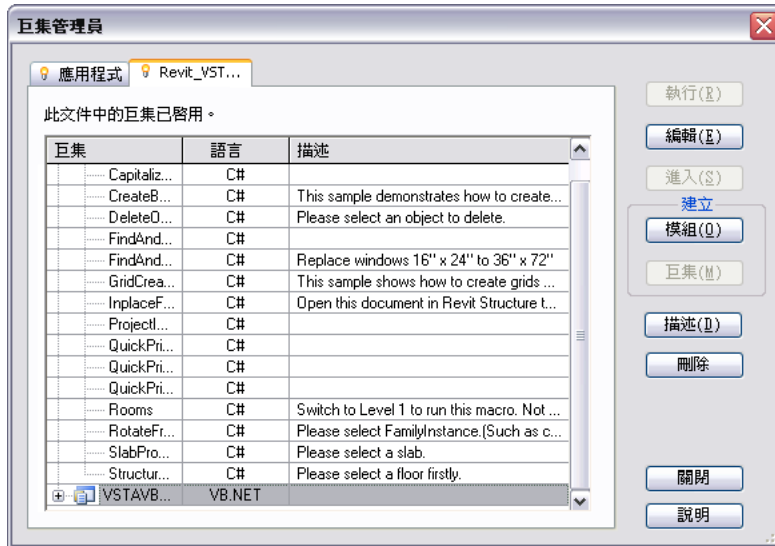 巨集管理員
應用程式 Revit_VST...
此文件中的巨集已啓用。
巨集 語言 描述
Capitaliz... C#
CreateB... C# This sample demonstrates how to create...
DeleteO... C# Please select an object to delete.
FindAnd... C#
FindAnd... C# Replace windows 16" x 24" to 36" x 72"
GridCrea... C# This sample shows how to create grids ...
InplaceF... C# Open this document in Revit Structure t...
ProjectI... C#
QuickPri... C#
QuickPri... C#
QuickPri... C#
Rooms C# Switch to Level 1 to run this macro. Not ...
RotateFr... C# Please select FamilyInstance.(Such as c...
SlabPro... C# Please select a slab.
Structur... C# Please select a floor firstly.
VSTAVB... VB.NET
執行(R)
編輯(E)
進入(S)
建立
模組(O)
巨集(M)
描述(D)
刪除
關閉
說明